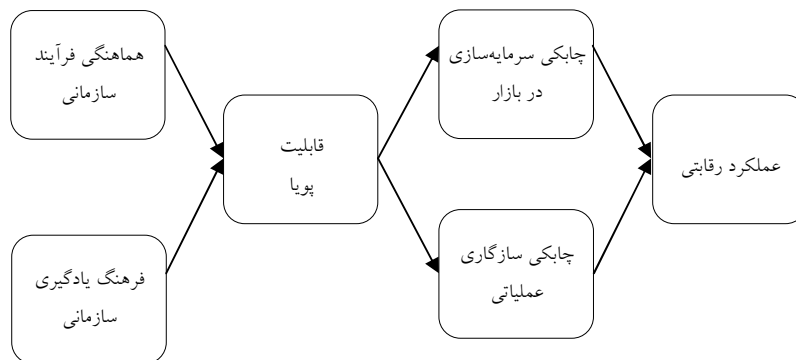 هماهنگی فرآیند
سازمانی
فرهنگ یادگیری
سازمانی
قابلیت
پویا
چابکی سرمایه‌سازی
در بازار
چابکی سازگاری
عملیاتی
عملکرد رقابتی